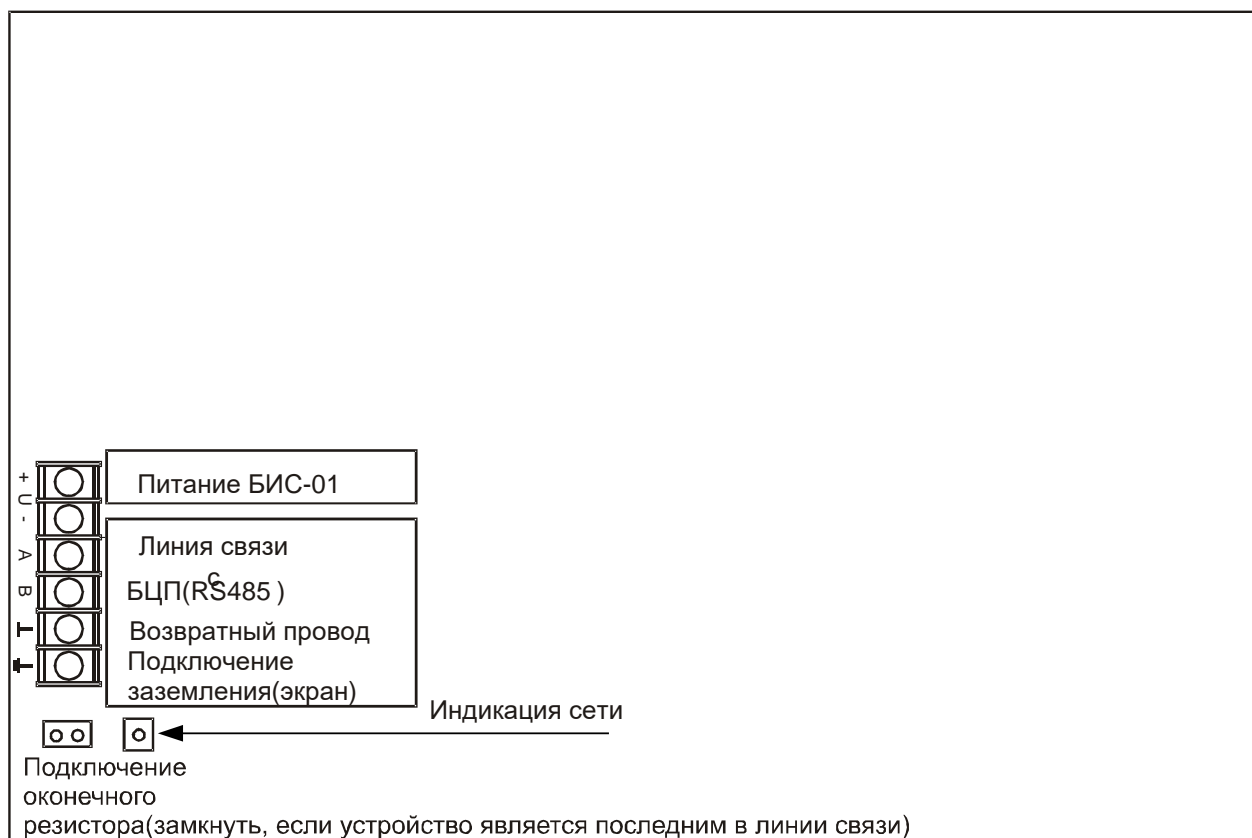 +
U
-
A
B
Питание БИС-01
Линия связи
с
БЦП(RS485 )
Возвратный провод
Подключение
заземления(экран)
Индикация сети
Подключение
оконечного
резистора(замкнуть, если устройство является последним в линии связи)